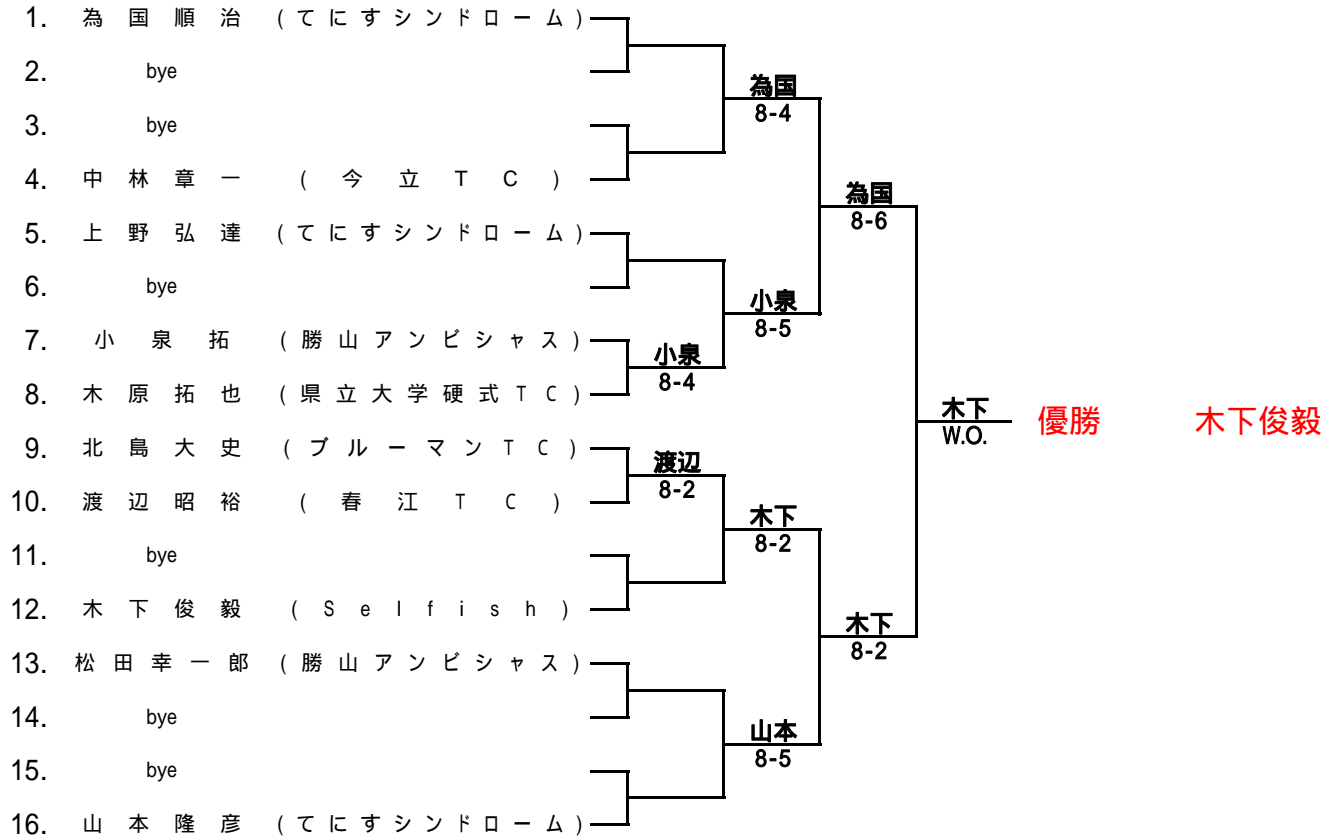 1. 為国順治 (てにすシンドローム)
2. bye
為国
8-4
3. bye
4. 中林章一 (今立TC)
為国
8-6
5. 上野弘達 (てにすシンドローム)
6. bye
小泉
8-5
7. 小泉拓 (勝山アンビシャス)
小泉
8-4
8. 木原拓也 (県立大学硬式TC)
木下
W.O.
優勝 木下俊毅
9. 北島大史 (ブルーマンTC)
渡辺
8-2
10. 渡辺昭裕 (春江TC)
木下
8-2
11. bye
12. 木下俊毅 (Selfish)
木下
8-2
13. 松田幸一郎 (勝山アンビシャス)
14. bye
山本
8-5
15. bye
16. 山本隆彦 (てにすシンドローム)